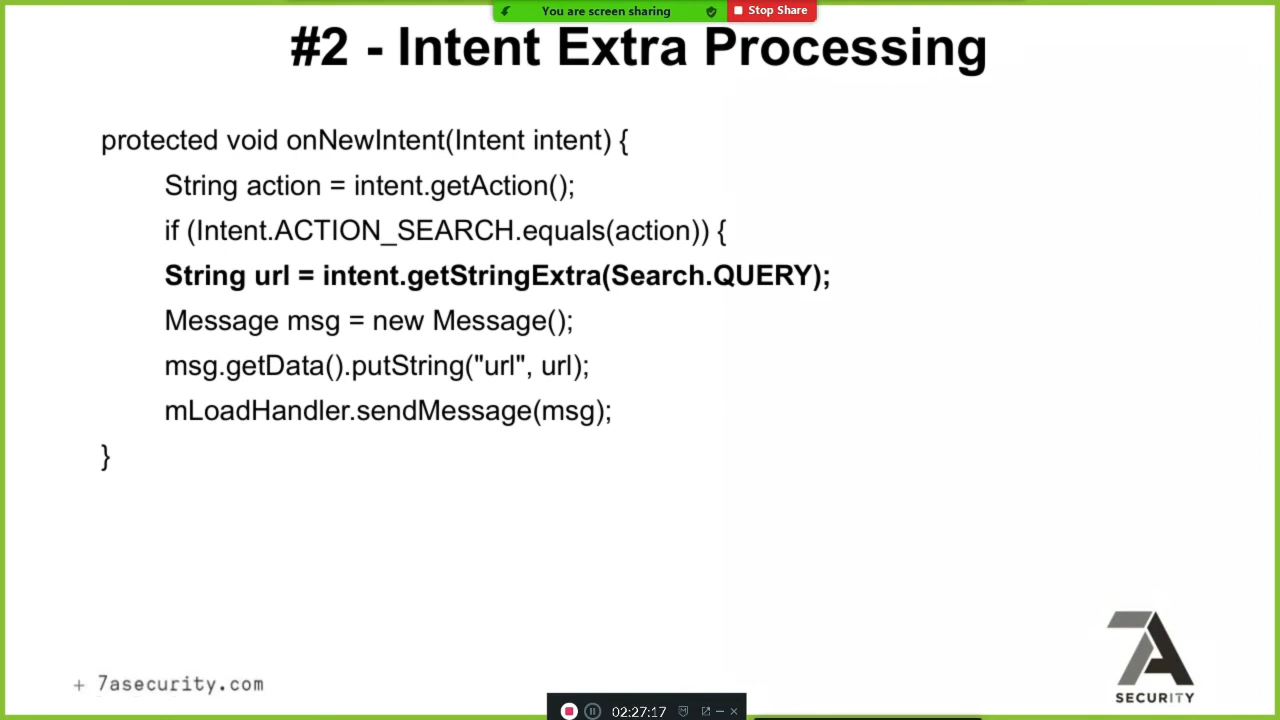 You are screen sharing
Stop Share
#2 - Intent Extra Processing
protected void onNewIntent(Intent intent) {
String action = intent.getAction();
if (Intent.ACTION_SEARCH.equals(action)) {
String url = intent.getStringExtra(Search.QUERY);
Message msg = new Message();
msg.getData().putString("url", url);
mLoadHandler.sendMessage(msg);
}
+ 7asecurity.com
7A
SECURITY
02:27:17